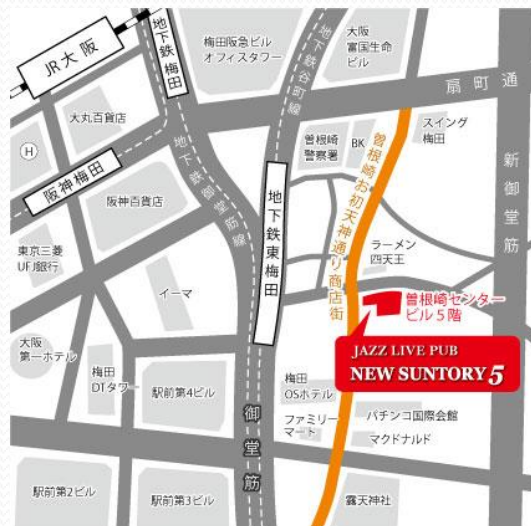 JR大阪
地下鉄梅田
梅田阪急ビル
オフィスタワー
地下鉄谷町線
大阪
富国生命
ビル
扇町通
大丸百貨店
H
阪神梅田
地下鉄御堂筋線
曽根崎
警察署
BK
スイング
梅田
新御堂筋
阪神百貨店
地下鉄東梅田
曽根崎お初天神通り商店街
東京三菱
UFJ銀行
イーマ
ラーメン
四天王
曽根崎センター
ビル5階
大阪
第一ホテル
梅田
DTタワー
駅前第4ビル
JAZZ LIVE PUB
NEW SUNTORY 5
梅田
OSホテル
ファミリー
マート
パチンコ国際会館
マクドナルド
御堂筋
駅前第2ビル
駅前第3ビル
露天神社